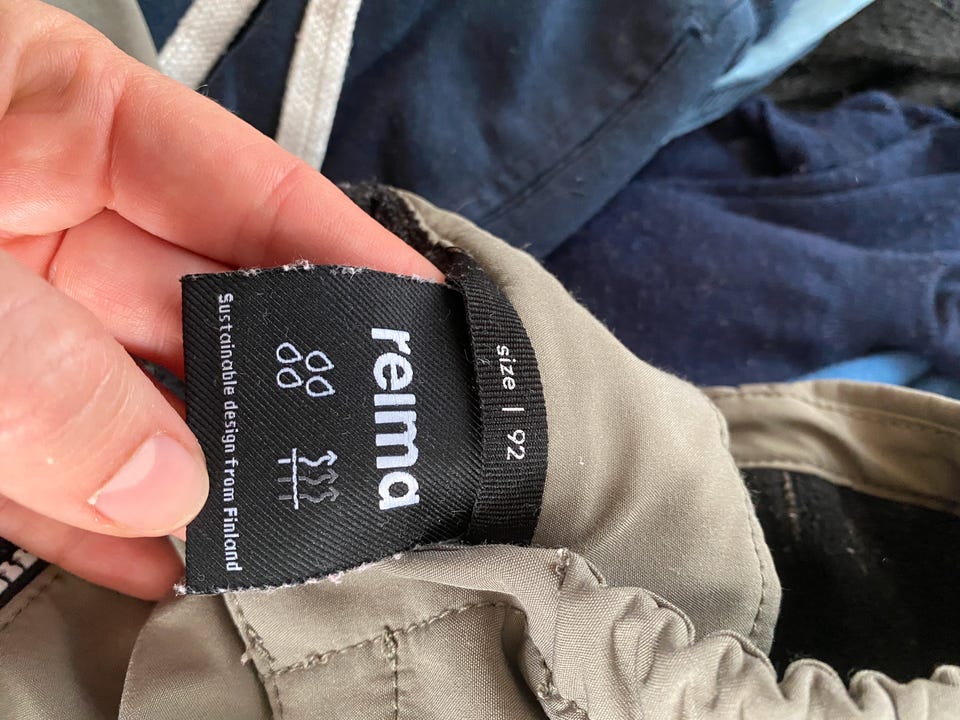 size | 92
reima
Sustainable design from Finland